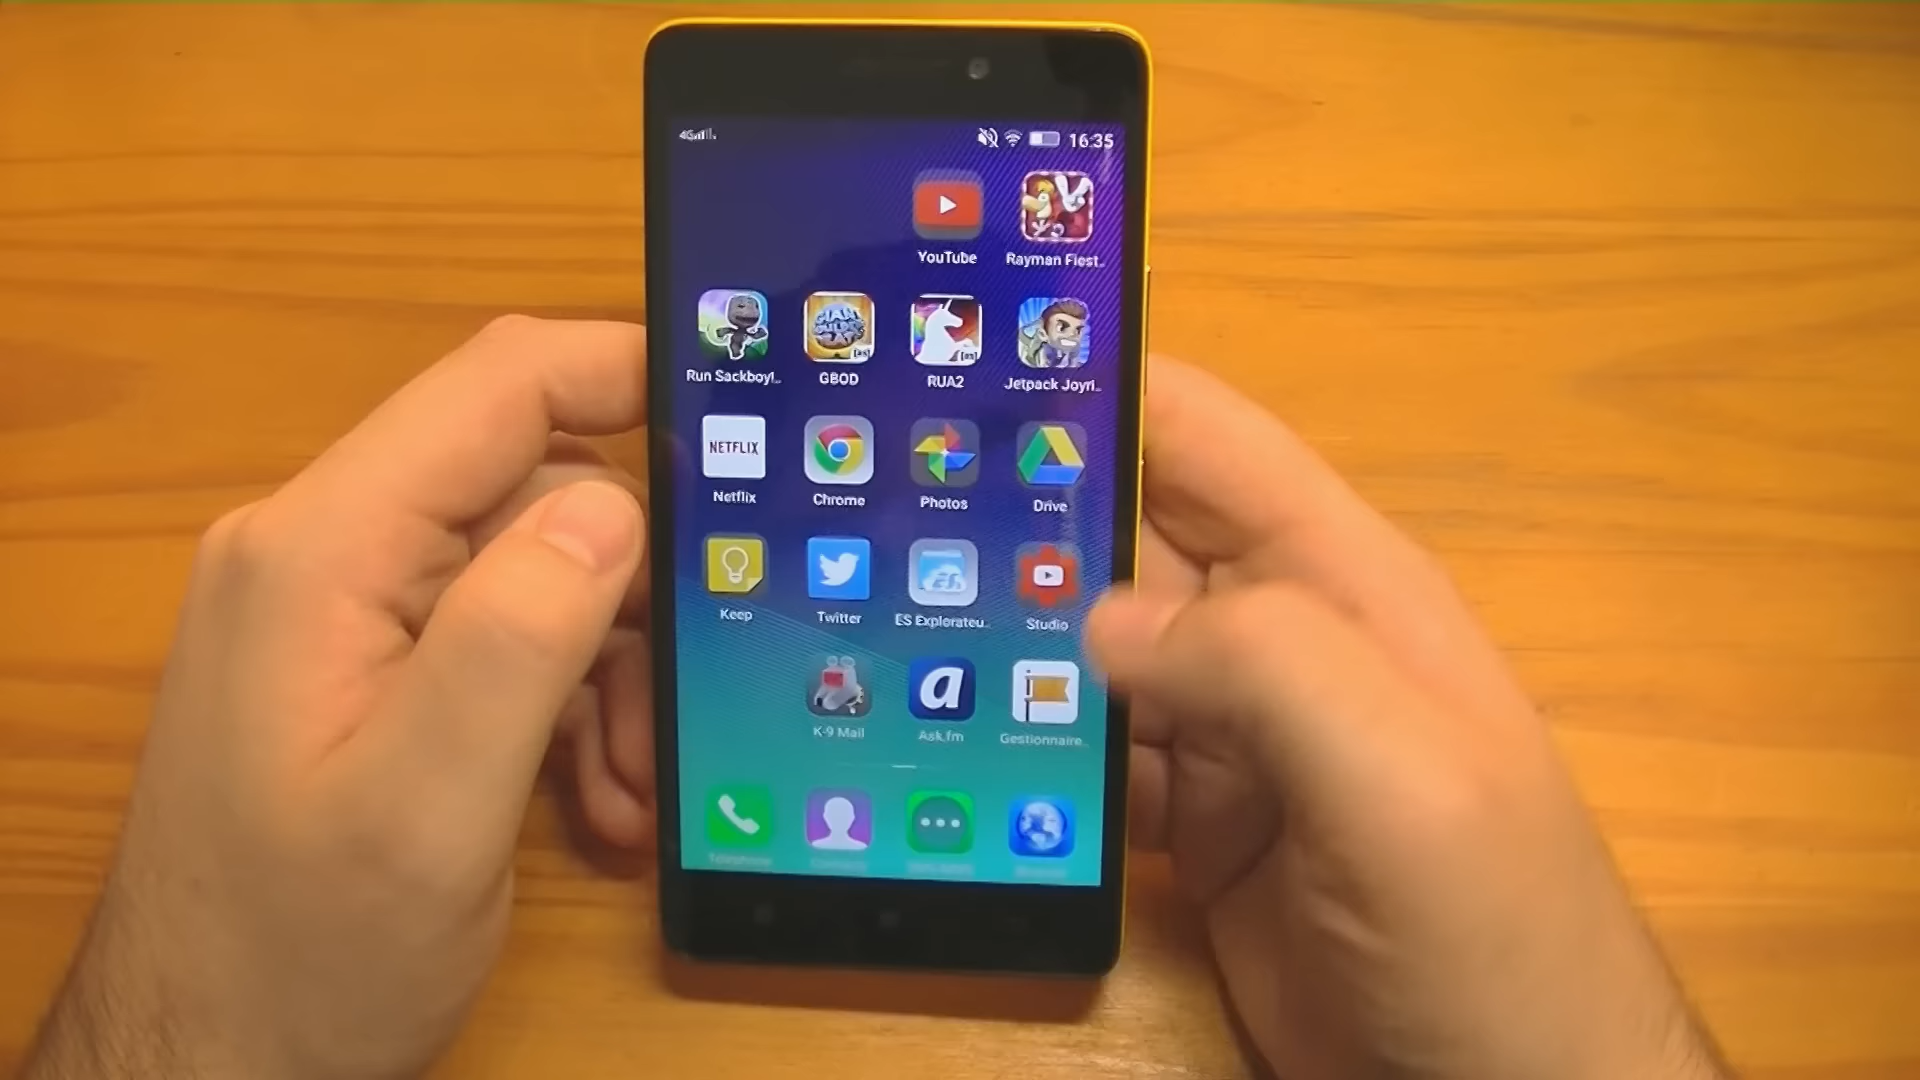 4G 16:35
YouTube Rayman Fiest..
Run Sackboy!.. GBOD RUA2 Jetpack Joyri..
NETFLIX
Netflix Chrome Photos Drive
Keep Twitter ES Explorateu.. Studio
a
K-9 Mail Ask.fm Gestionnaire..
Téléphone